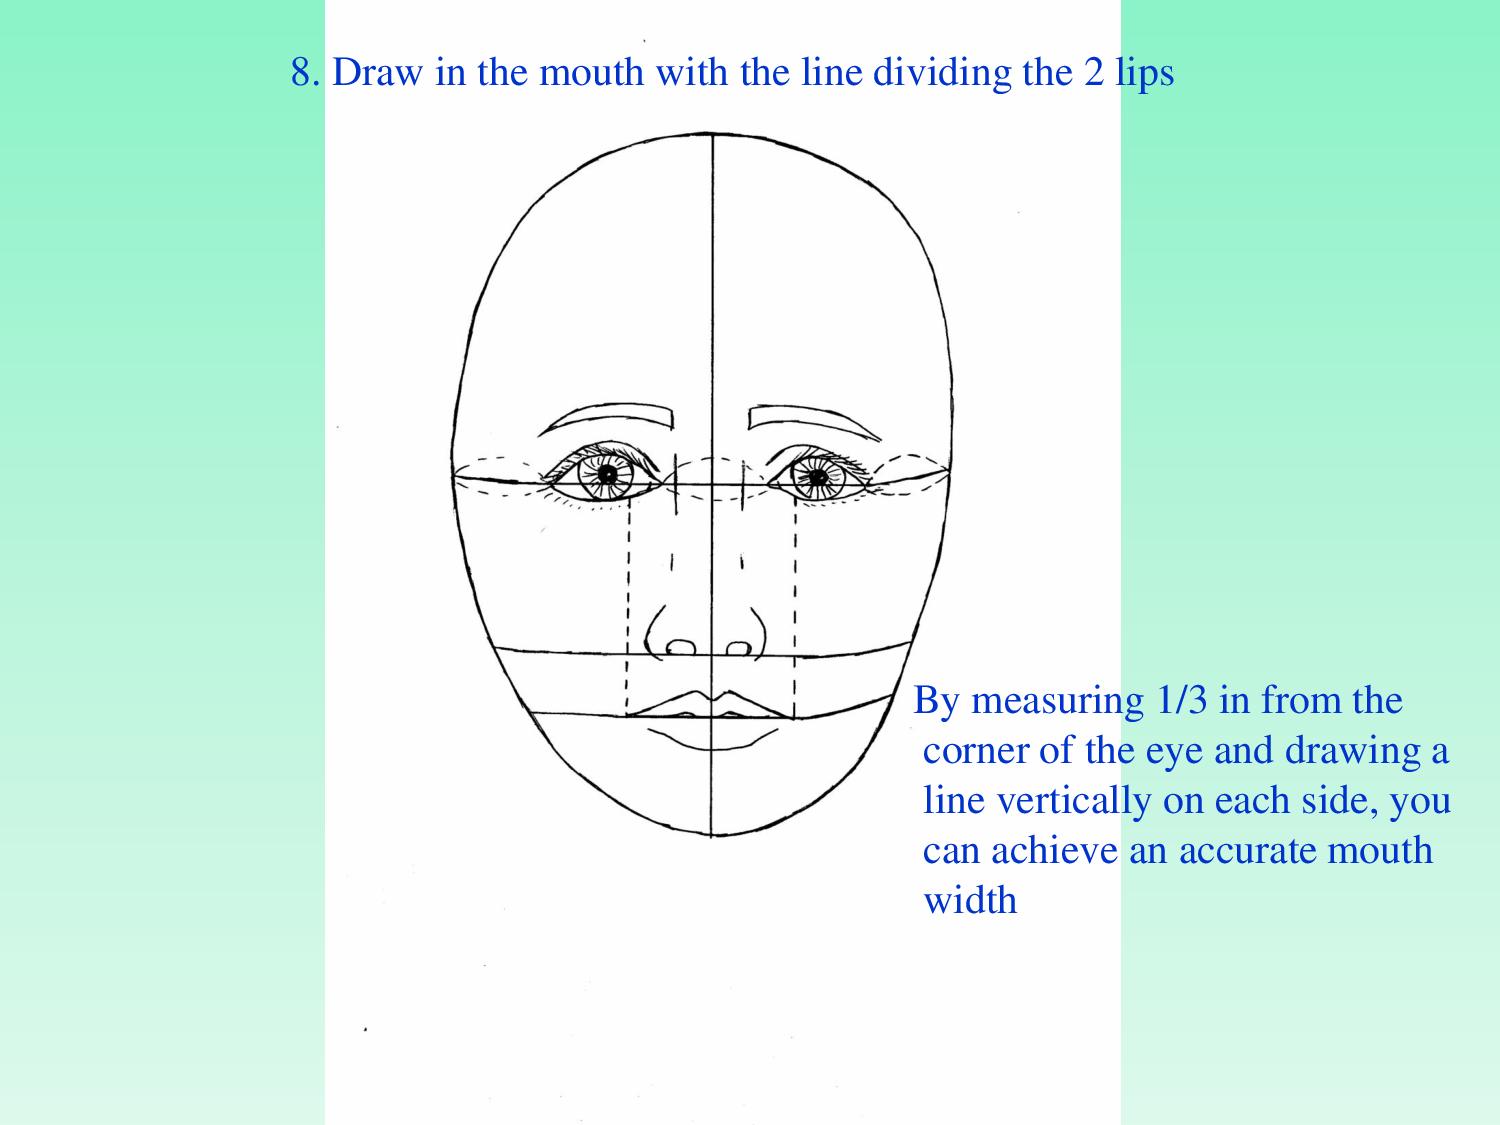 8. Draw in the mouth with the line dividing the 2 lips
By measuring 1/3 in from the
corner of the eye and drawing a
line vertically on each side, you
can achieve an accurate mouth
width